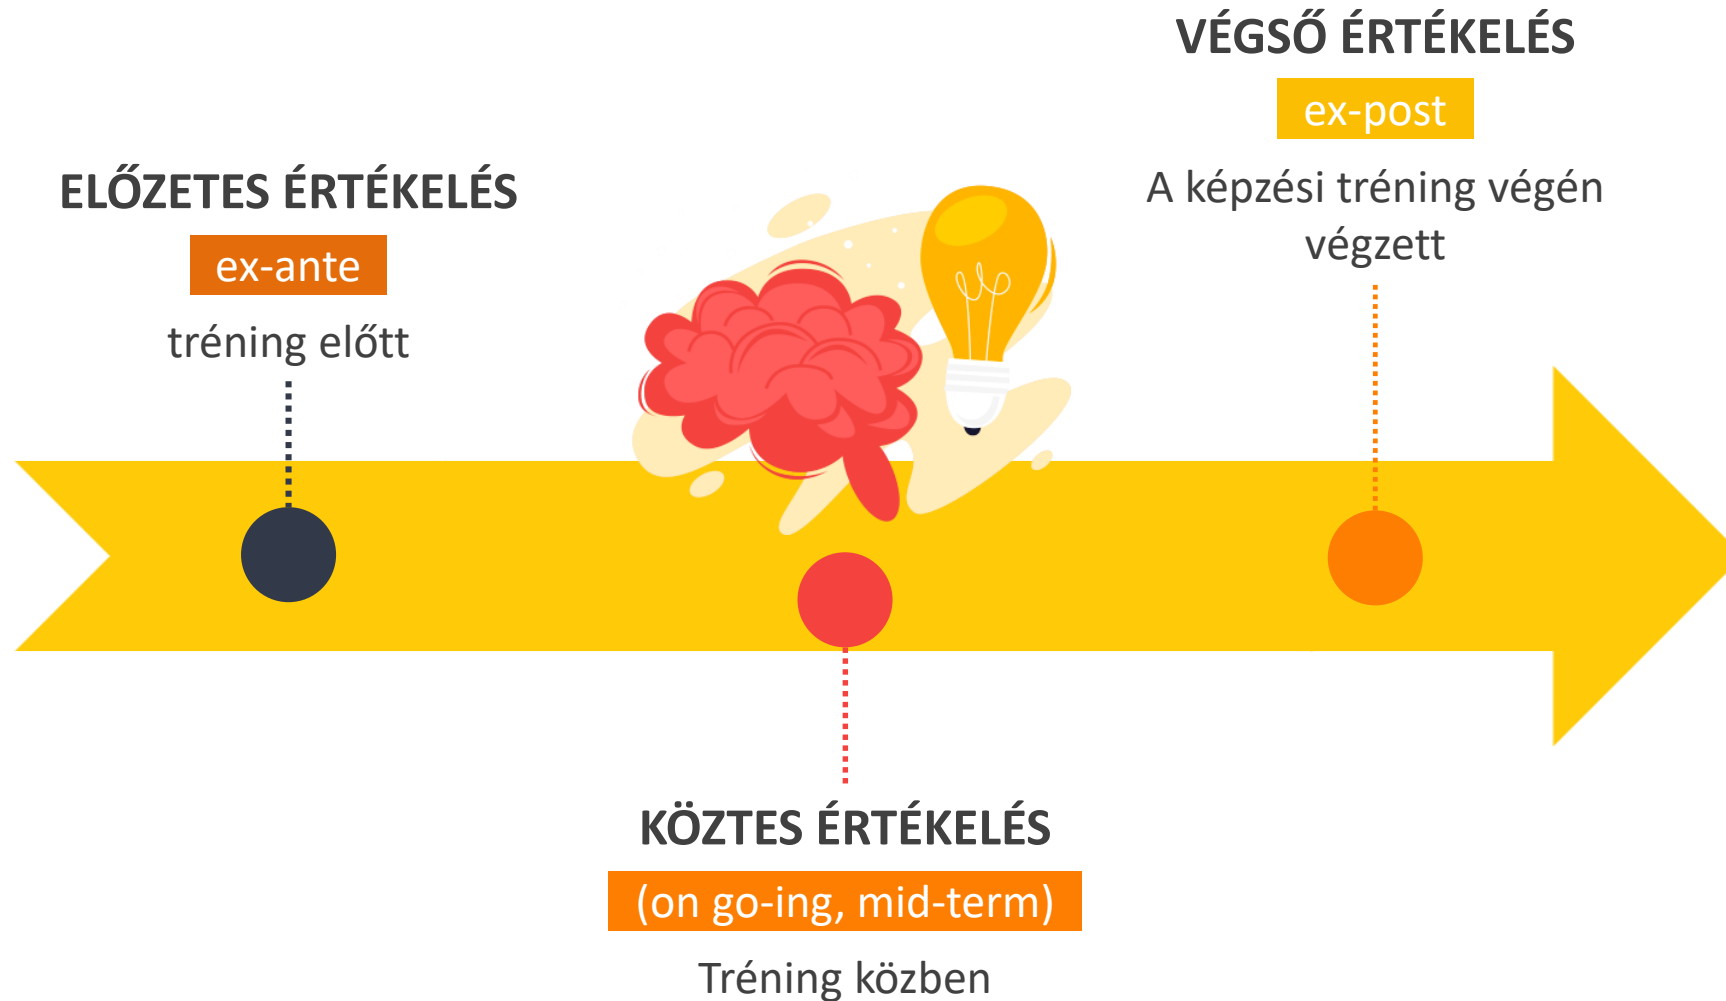 ELŐZETES ÉRTÉKELÉS
ex-ante
tréning előtt
KÖZTES ÉRTÉKELÉS
(on go-ing, mid-term)
Tréning közben
VÉGSŐ ÉRTÉKELÉS
ex-post
A képzési tréning végén
végzett